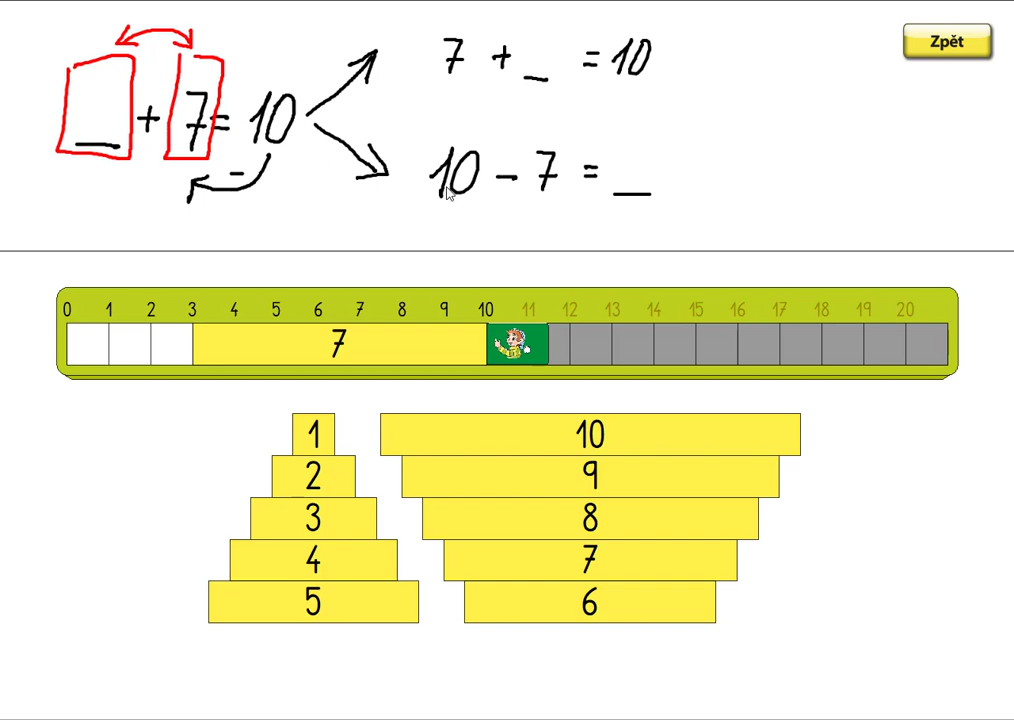 Zpět
7 + _ = 10
_ + 7 = 10
10 - 7 = _
0 1 2 3 4 5 6 7 8 9 10 11 12 13 14 15 16 17 18 19 20
7
1 10
2 9
3 8
4 7
5 6